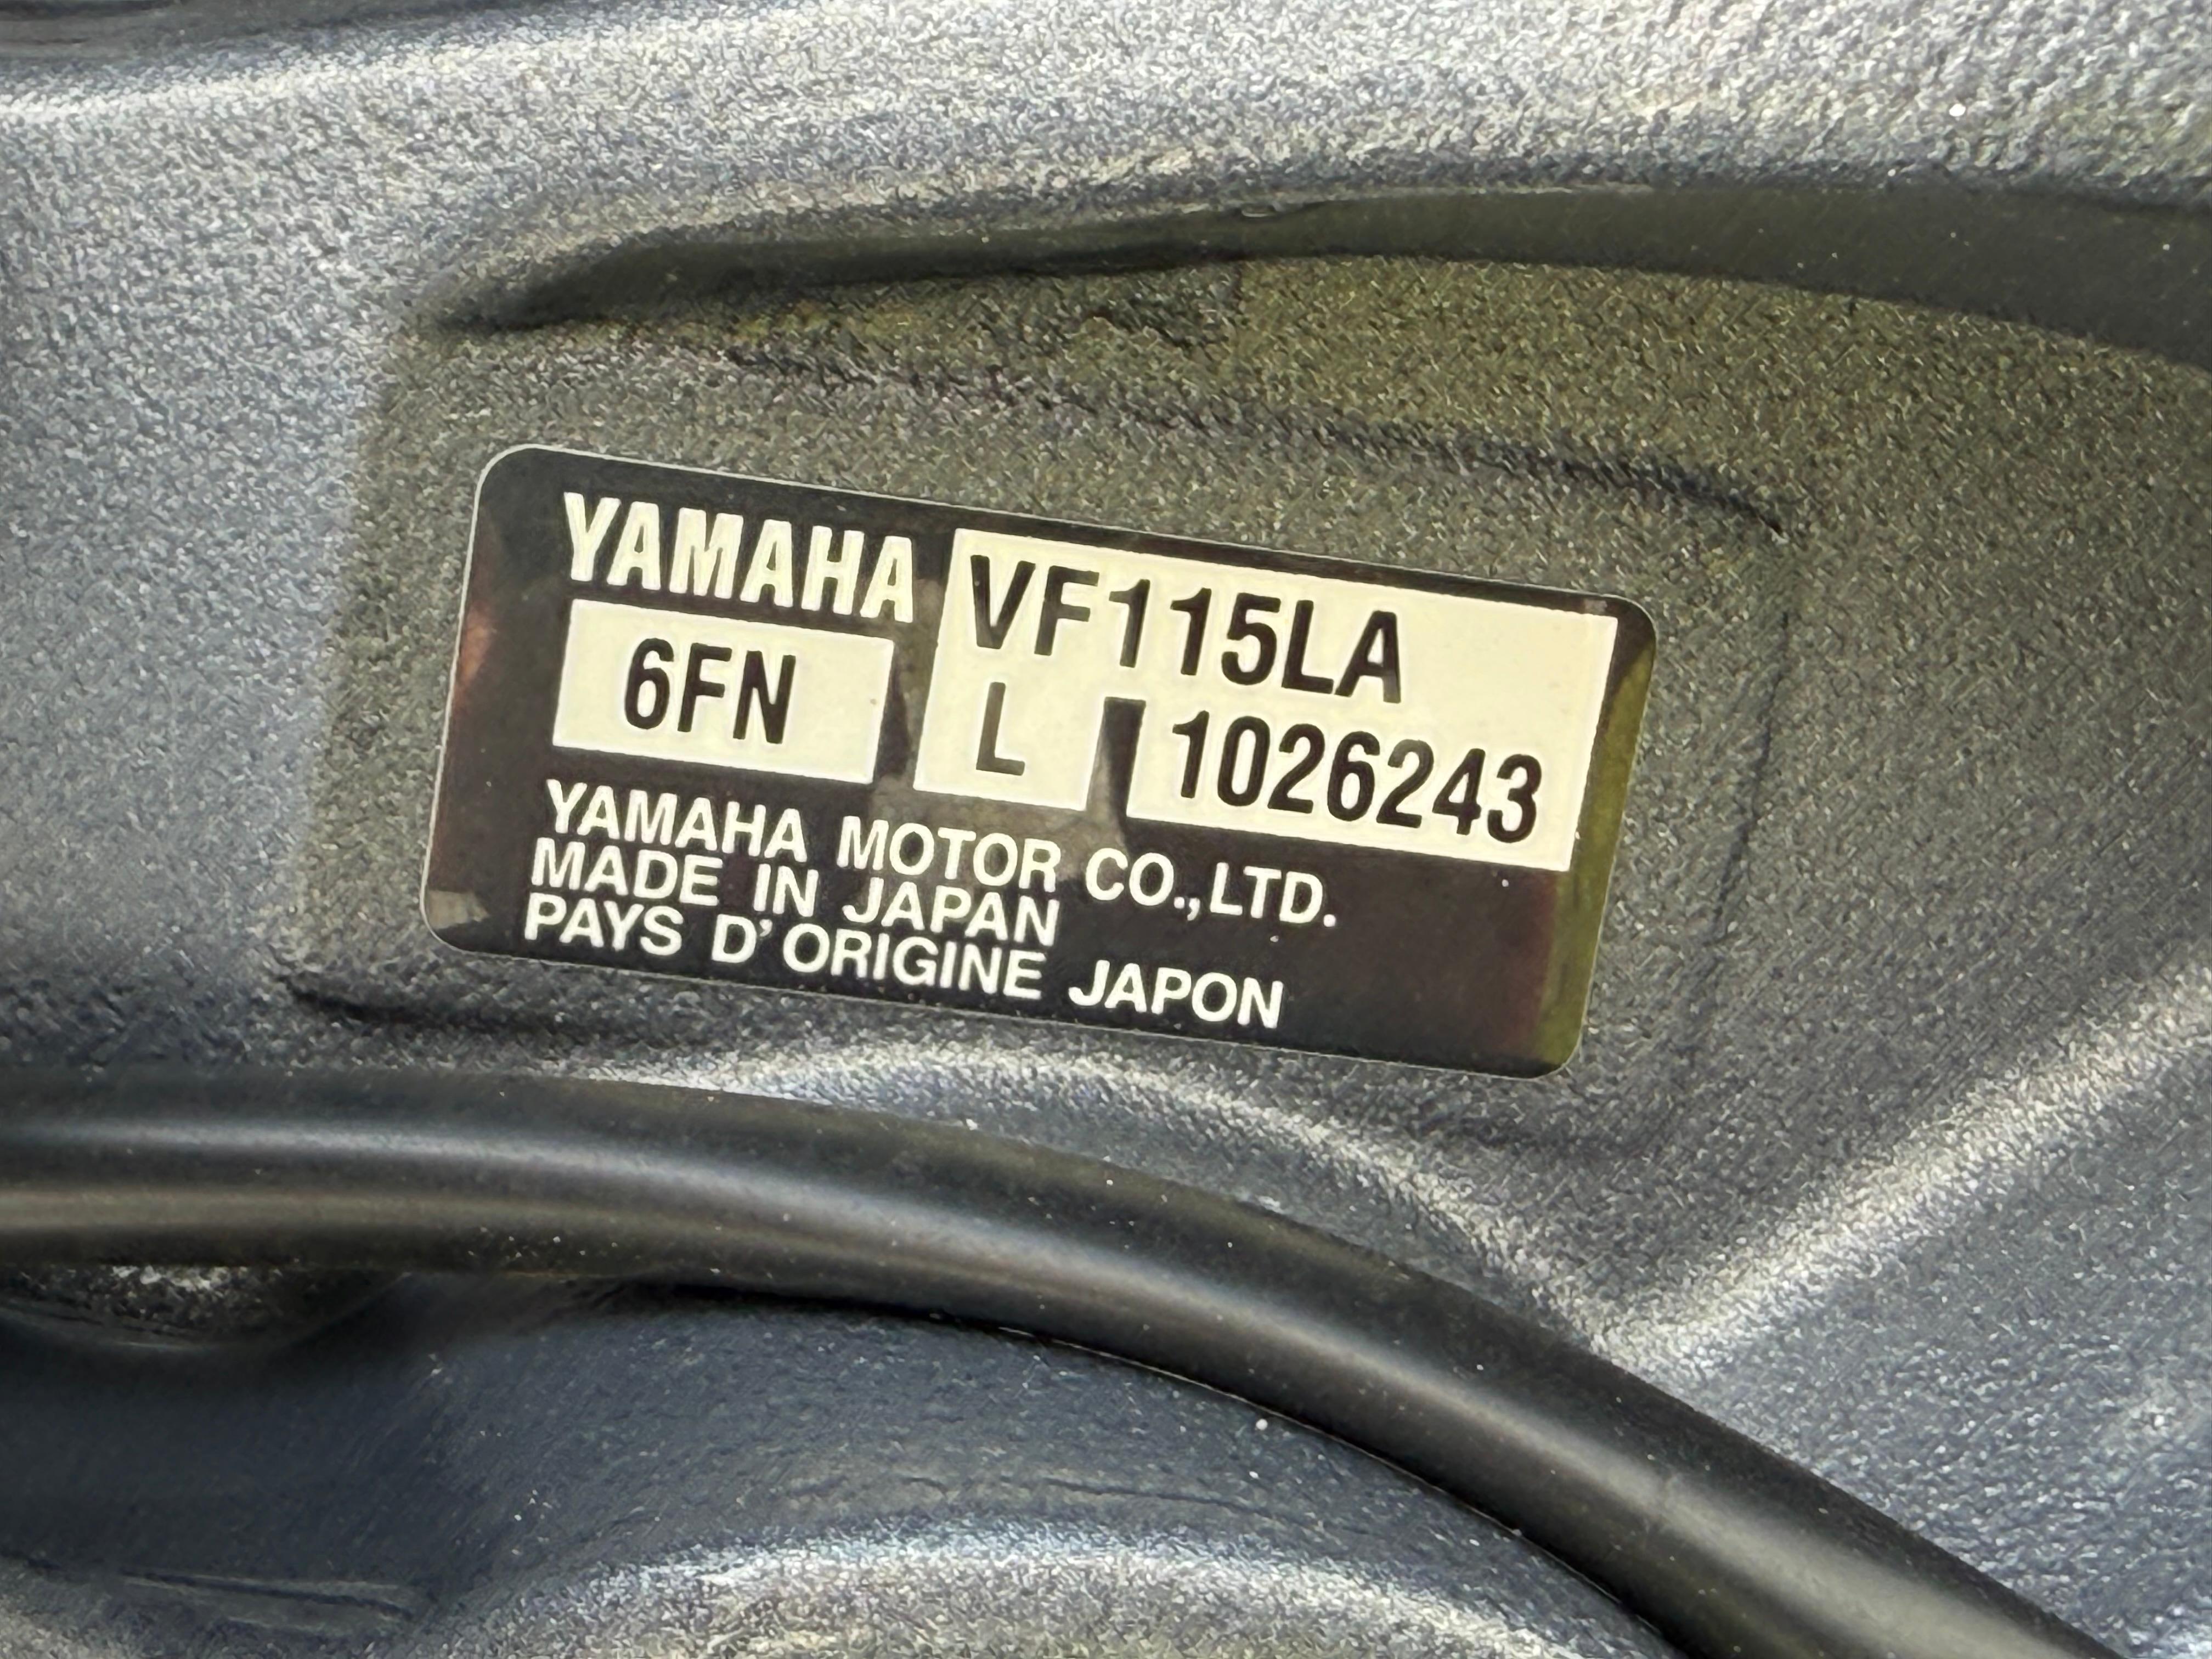 YAMAHA VF115LA
6FN L 1026243
YAMAHA MOTOR CO.,LTD.
MADE IN JAPAN
PAYS D'ORIGINE JAPON